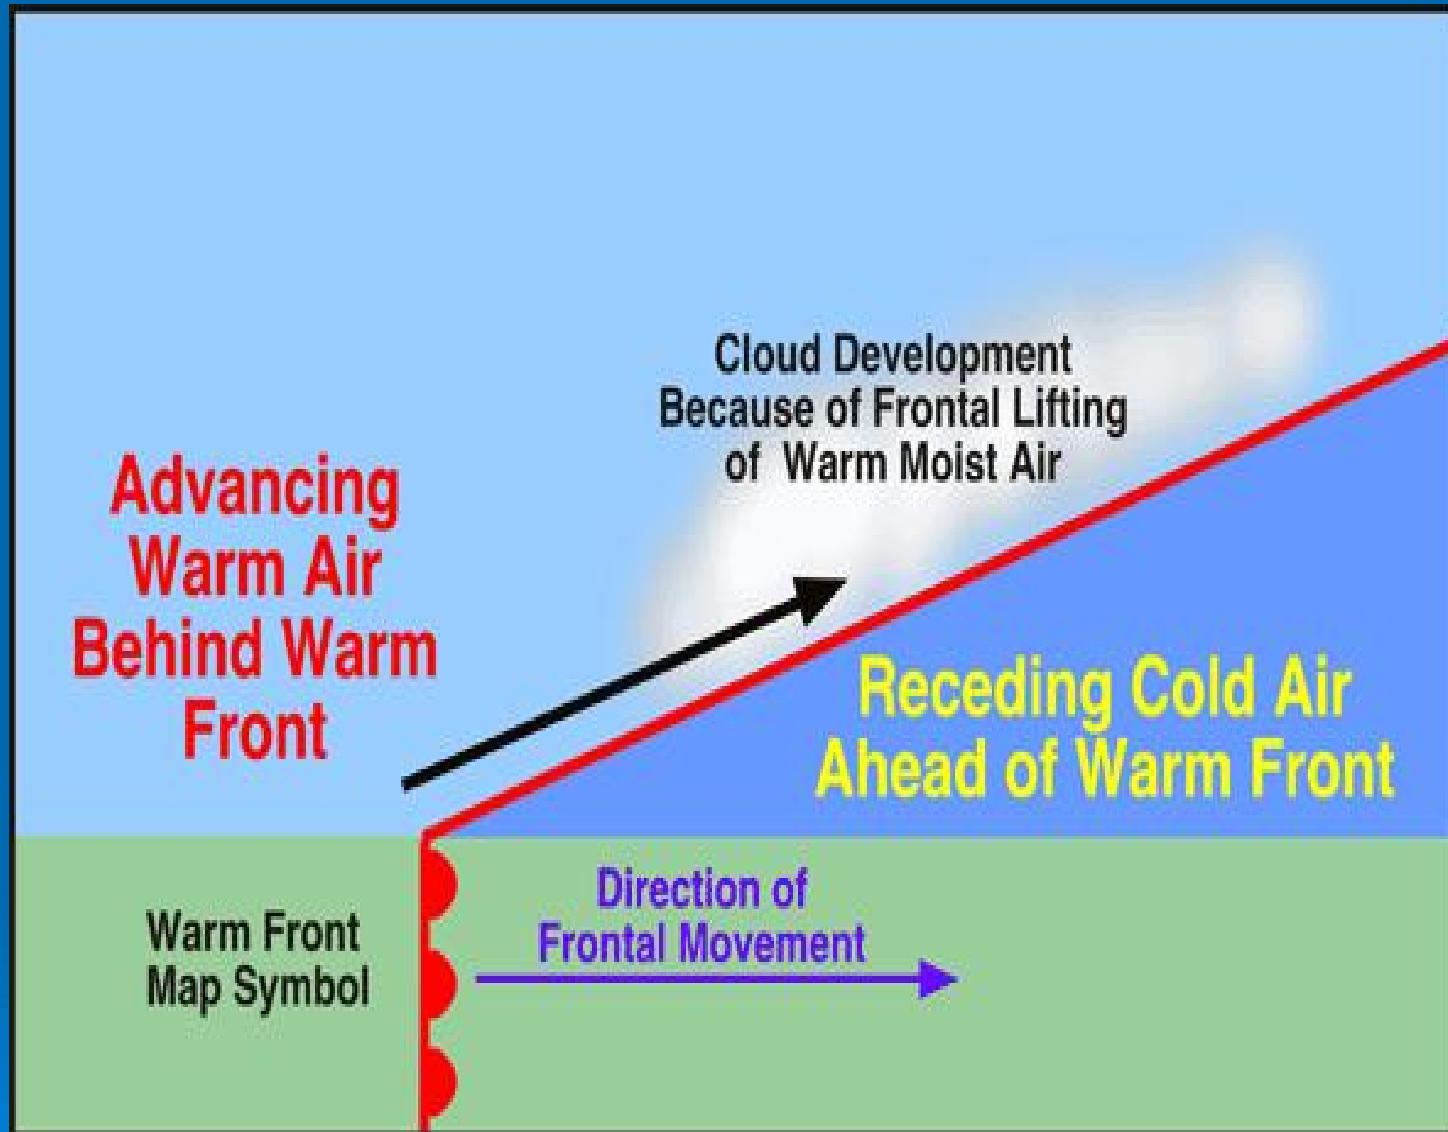 Cloud Development
Because of Frontal Lifting
of Warm Moist Air
Advancing
Warm Air
Behind Warm
Front
Receding Cold Air
Ahead of Warm Front
Direction of
Frontal Movement
Warm Front
Map Symbol